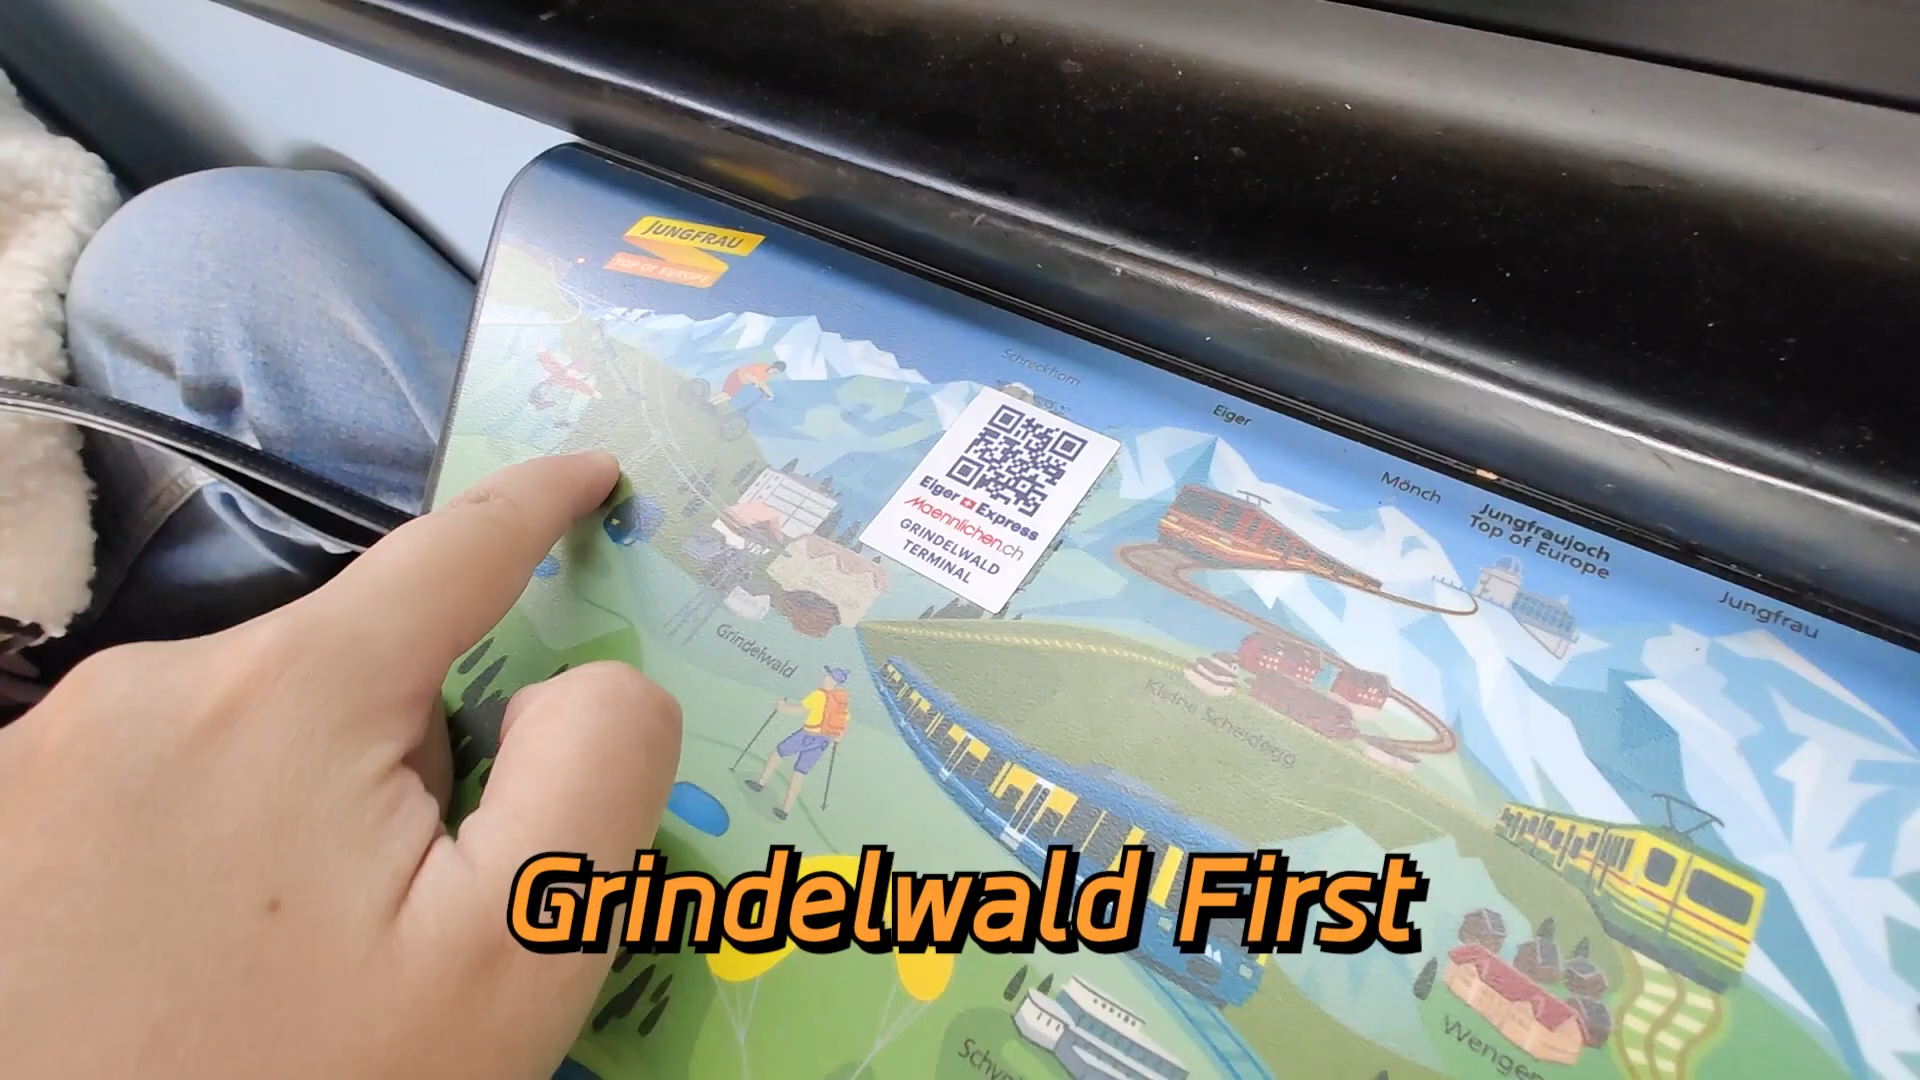 JUNGFRAU
TOP OF EUROPE
Schreckhorn
Eiger
Mönch
Jungfraujoch
Top of Europe
Jungfrau
Eiger Express
Maennlichen.ch
GRINDELWALD
TERMINAL
Grindelwald
Kleine Scheidegg
Wengen
Grindelwald First